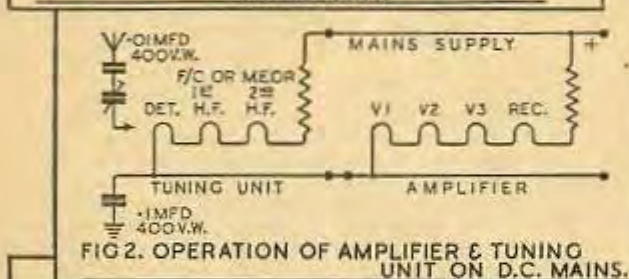 ·01MFD
400V.W.
MAINS SUPPLY +
F/C OR MED R
1ST 2ND
DET. H.F. H.F. V1 V2 V3 REC.
TUNING UNIT AMPLIFIER
·1MFD
400V.W.
FIG 2. OPERATION OF AMPLIFIER & TUNING
UNIT ON D.C. MAINS.